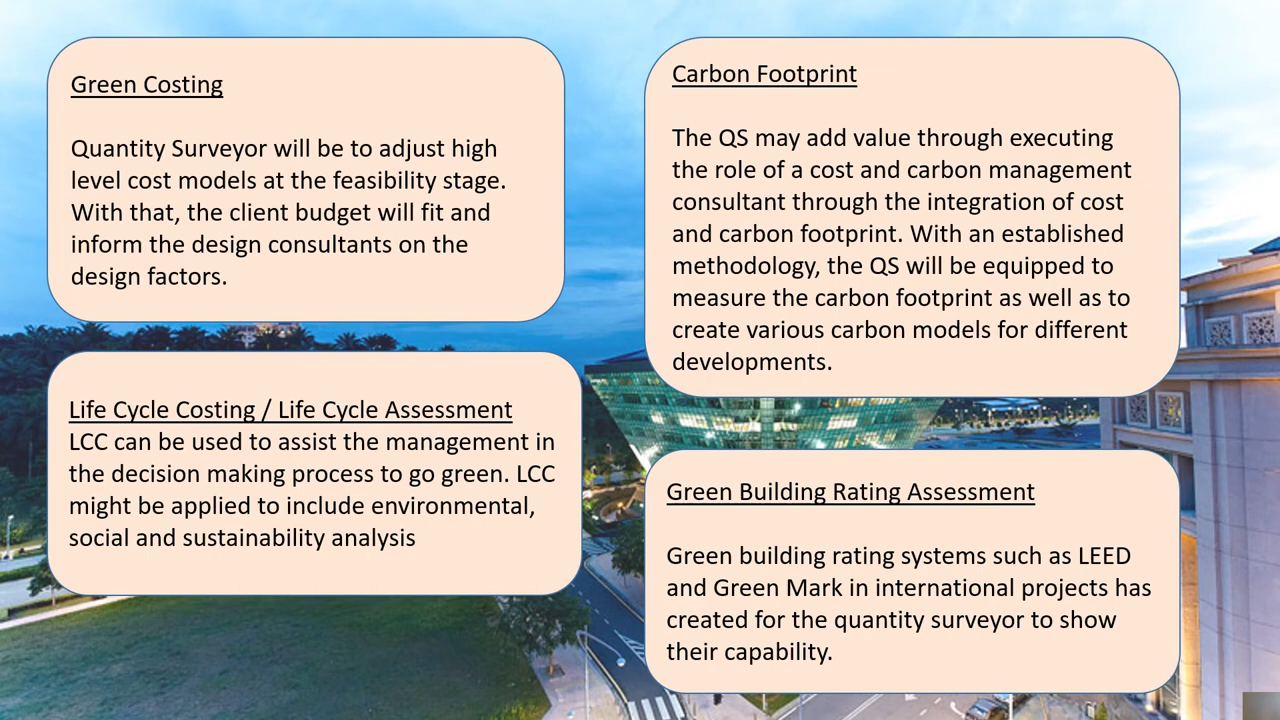 Green Costing
Quantity Surveyor will be to adjust high
level cost models at the feasibility stage.
With that, the client budget will fit and
inform the design consultants on the
design factors.
Life Cycle Costing / Life Cycle Assessment
LCC can be used to assist the management in
the decision making process to go green. LCC
might be applied to include environmental,
social and sustainability analysis
Carbon Footprint
The QS may add value through executing
the role of a cost and carbon management
consultant through the integration of cost
and carbon footprint. With an established
methodology, the QS will be equipped to
measure the carbon footprint as well as to
create various carbon models for different
developments.
Green Building Rating Assessment
Green building rating systems such as LEED
and Green Mark in international projects has
created for the quantity surveyor to show
their capability.